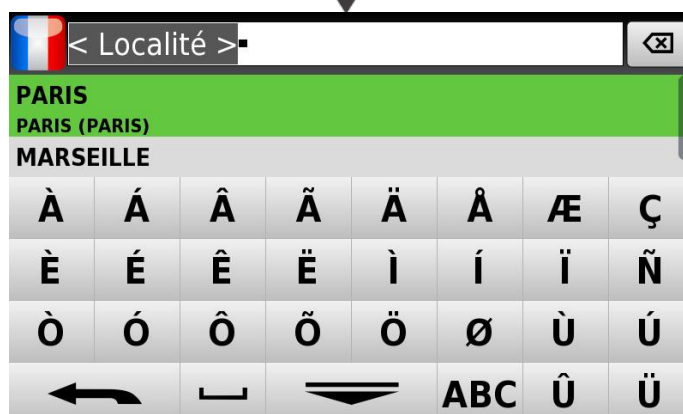 < Localité >
PARIS
PARIS (PARIS)
MARSEILLE
À Á Â Ã Ä Å Æ Ç
È É Ê Ë Ì Í Ï Ñ
Ò Ó Ô Õ Ö Ø Ù Ú
ABC Û Ü